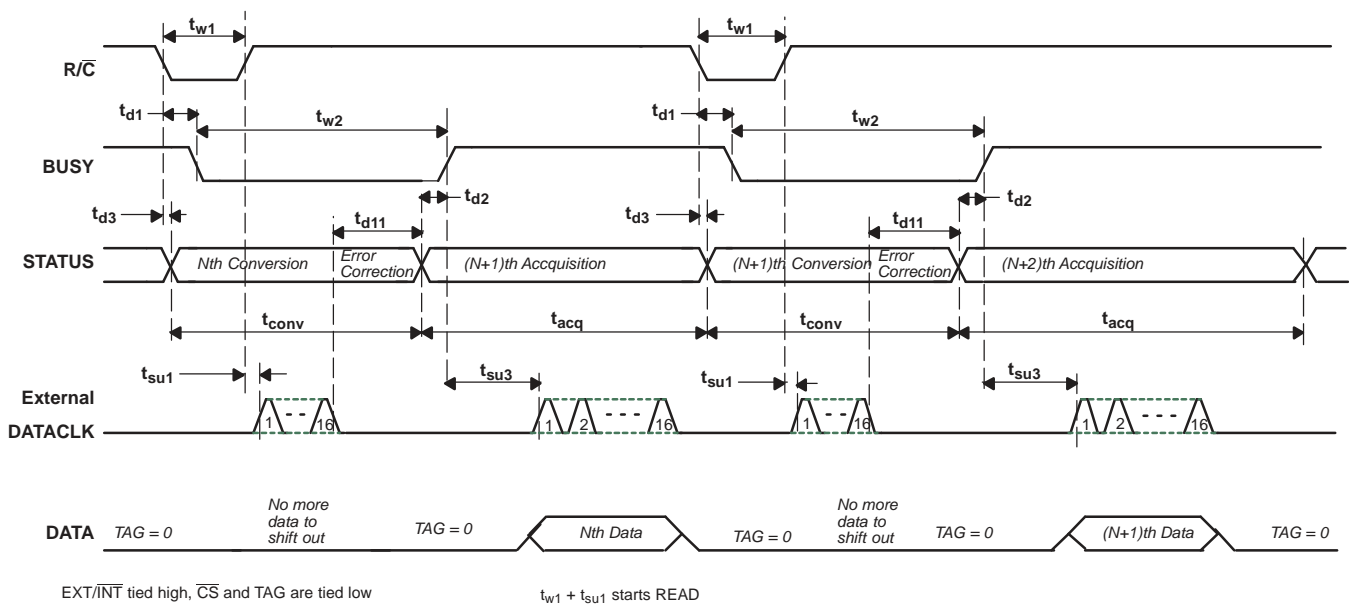 tw1 tw1
R/C̅
td1 tw2 td1 tw2
BUSY
td3 td11 td2 td3 td11 td2
STATUS Nth Conversion Error Correction (N+1)th Accquisition (N+1)th Conversion Error Correction (N+2)th Accquisition
tconv tacq tconv tacq
tsu1 tsu3 tsu1 tsu3
External
DATACLK 1 - - 16 1 2 - - - 16 1 - - 16 1 2 - - - 16
DATA TAG = 0 No more data to shift out TAG = 0 Nth Data TAG = 0 No more data to shift out TAG = 0 (N+1)th Data TAG = 0
EXT/I̅N̅T̅ tied high, C̅S̅ and TAG are tied low tw1 + tsu1 starts READ